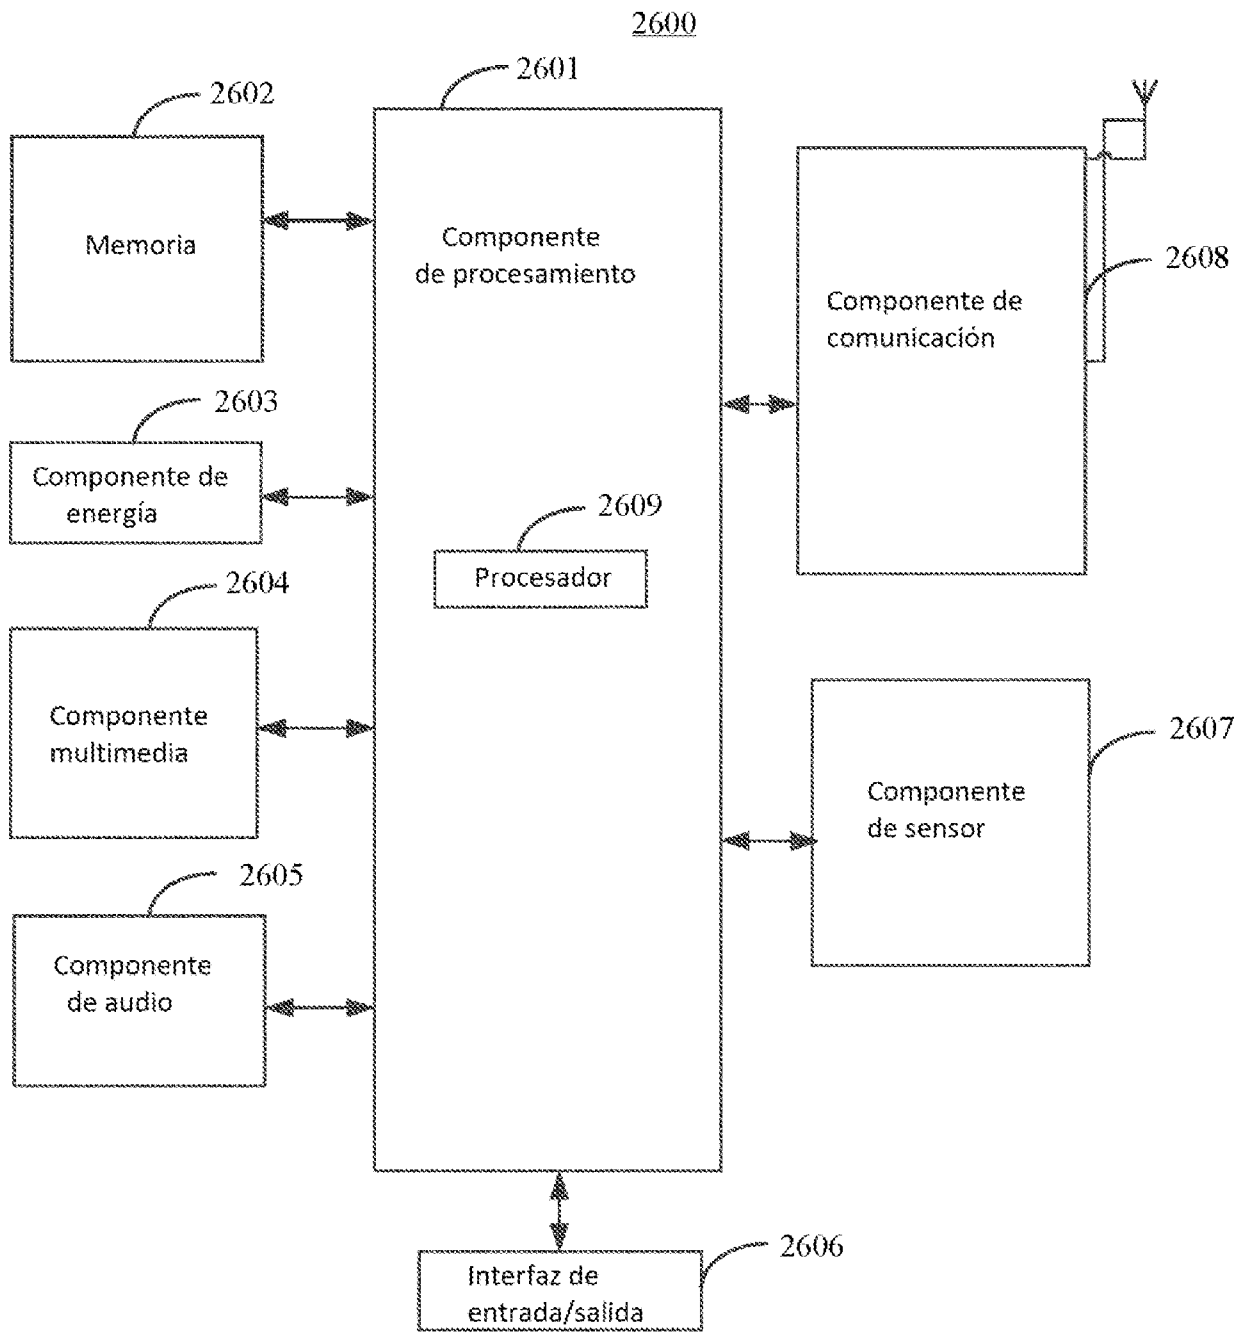 2600
2601
2602
Memoria
Componente
de procesamiento
2608
Componente de
comunicación
2603
Componente de
energía
2609
Procesador
2604
Componente
multimedia
2607
Componente
de sensor
2605
Componente
de audio
2606
Interfaz de
entrada/salida